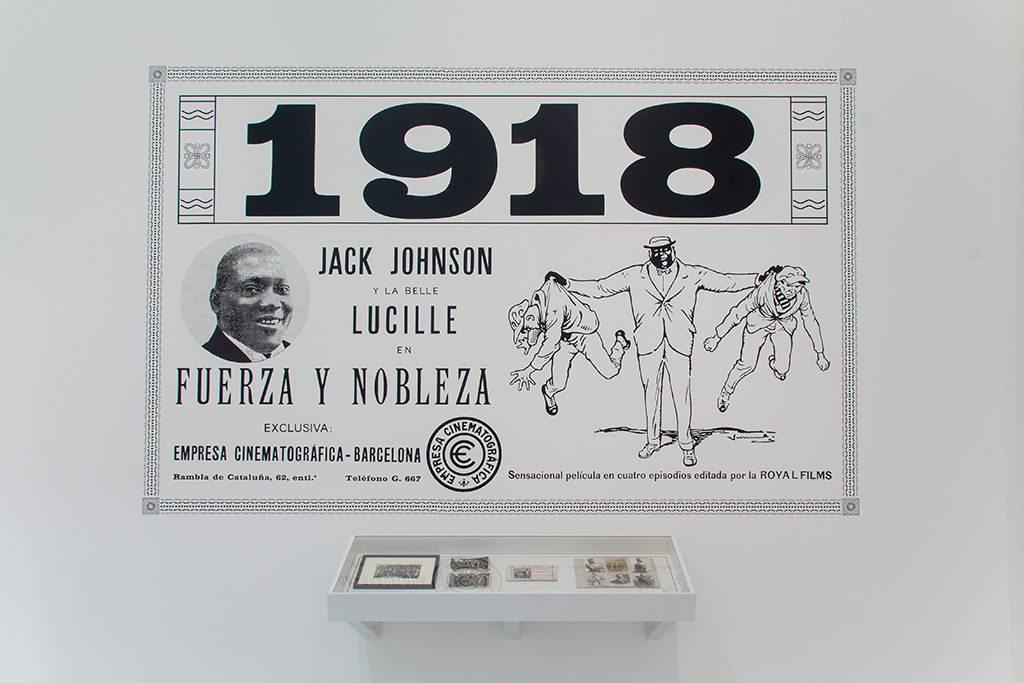 1918
JACK JOHNSON
Y LA BELLE
LUCILLE
EN
FUERZA Y NOBLEZA
EXCLUSIVA:
EMPRESA CINEMATOGRÁFICA-BARCELONA
Rambla de Cataluña, 62, entl.º
Teléfono G. 667
EMPRESA CINEMATOGRÁFICA
Sensacional película en cuatro episodios editada por la ROYAL FILMS